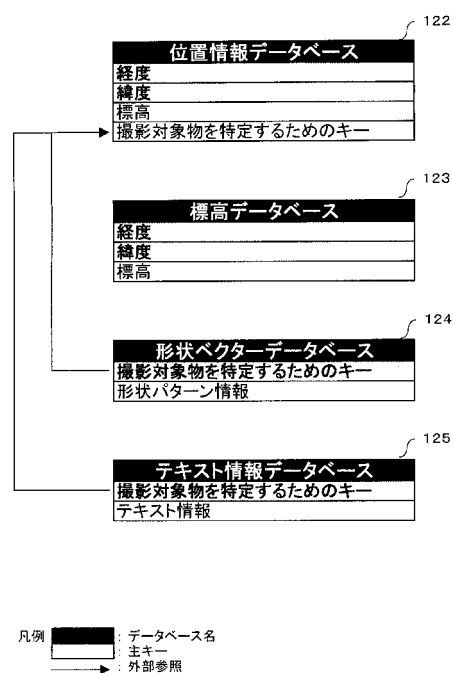 122
位置情報データベース
経度
緯度
標高
撮影対象物を特定するためのキー
123
標高データベース
経度
緯度
標高
124
形状ベクターデータベース
撮影対象物を特定するためのキー
形状パターン情報
125
テキスト情報データベース
撮影対象物を特定するためのキー
テキスト情報
凡例 : データベース名
: 主キー
: 外部参照